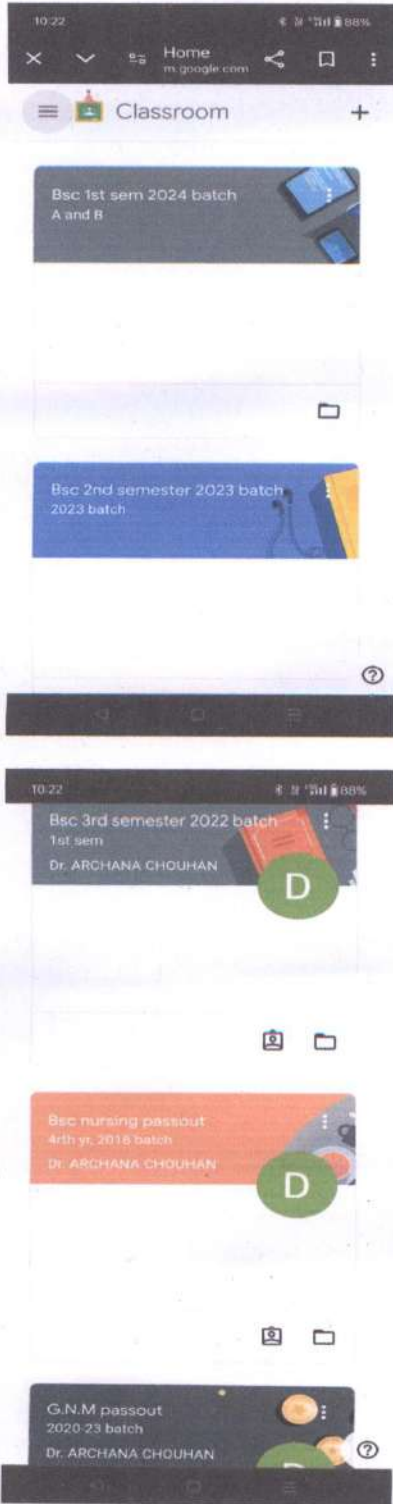 10:22
88%
Home
m.google.com
Classroom
Bsc 1st sem 2024 batch
A and B
Bsc 2nd semester 2023 batch
2023 batch
10:22
88%
Bsc 3rd semester 2022 batch
1st sem
Dr. ARCHANA CHOUHAN
D
Bsc nursing passout
4rth yr, 2018 batch
Dr. ARCHANA CHOUHAN
D
G.N.M passout
2020-23 batch
Dr. ARCHANA CHOUHAN